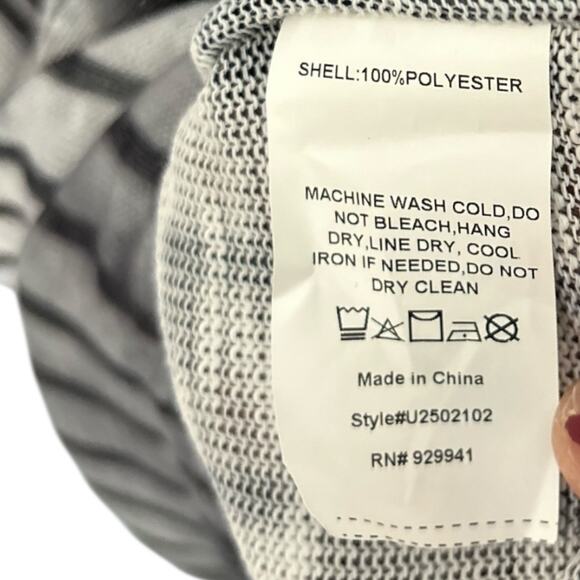 SHELL:100%POLYESTER
MACHINE WASH COLD,DO
NOT BLEACH,HANG
DRY,LINE DRY, COOL
IRON IF NEEDED,DO NOT
DRY CLEAN
Made in China
Style#U2502102
RN# 929941